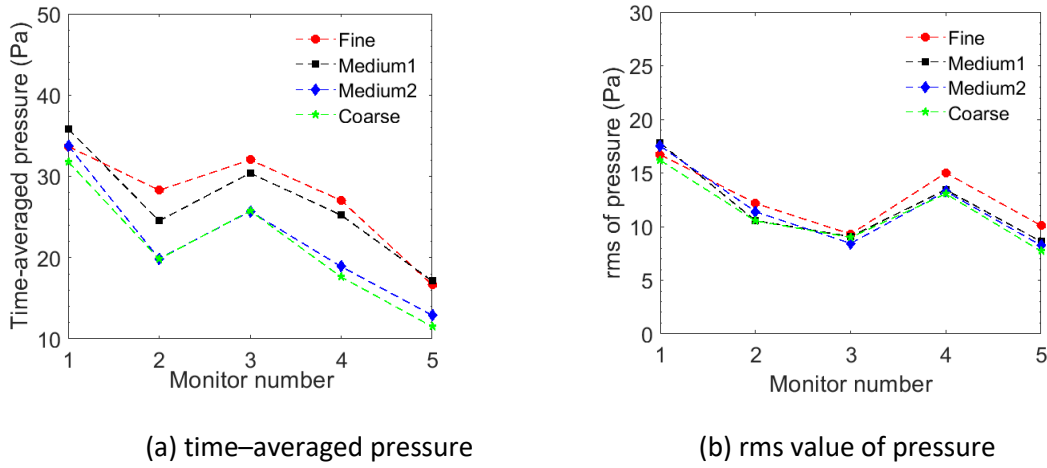 Time-averaged pressure (Pa)
50
40
30
20
10
1 2 3 4 5
Monitor number
Fine
Medium1
Medium2
Coarse
(a) time–averaged pressure
rms of pressure (Pa)
30
25
20
15
10
5
0
1 2 3 4 5
Monitor number
Fine
Medium1
Medium2
Coarse
(b) rms value of pressure